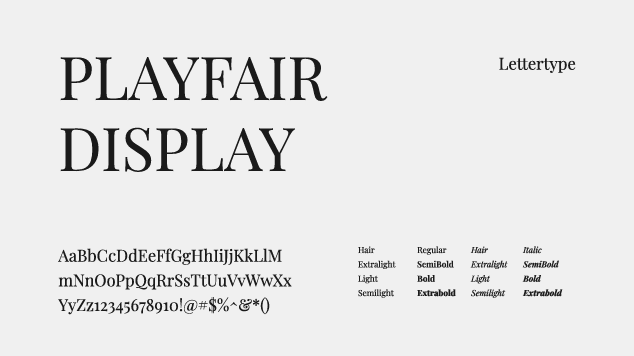 PLAYFAIR
DISPLAY
Lettertype
AaBbCcDdEeFfGgHhIiJjKkLlM
mNnOoPpQqRrSsTtUuVvWwXx
YyZz12345678910!@#$%^&*()
Hair Regular Hair Italic
Extralight SemiBold Extralight SemiBold
Light Bold Light Bold
Semilight Extrabold Semilight Extrabold